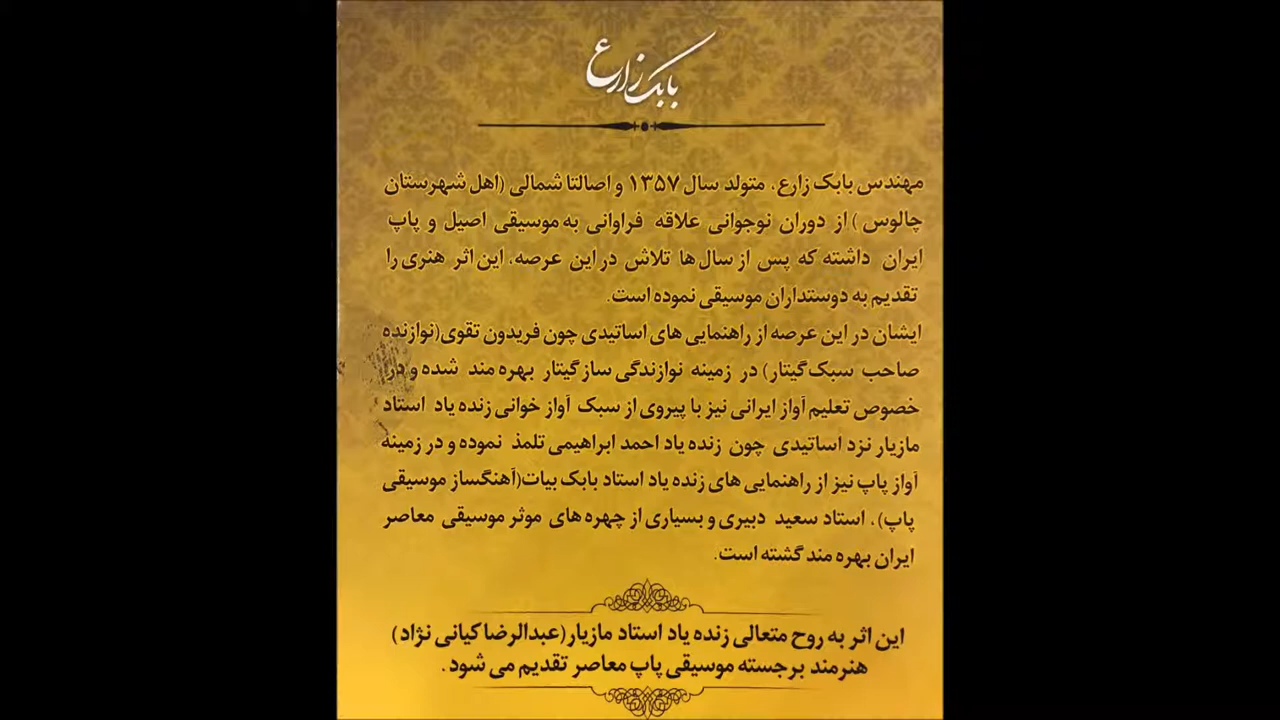 بابک زارع
مهندس بابک زارع، متولد سال ۱۳۵۷ و اصالتا شمالی (اهل شهرستان
چالوس ) از دوران نوجوانی علاقه فراوانی به موسیقی اصیل و پاپ
ایران داشته که پس از سال ها تلاش در این عرصه، این اثر هنری را
تقدیم به دوستداران موسیقی نموده است.
ایشان در این عرصه از راهنمایی های اساتیدی چون فریدون تقوی(نوازنده
صاحب سبک گیتار) در زمینه نوازندگی ساز گیتار بهره مند شده و در
خصوص تعلیم آواز ایرانی نیز با پیروی از سبک آواز خوانی زنده یاد استاد
مازیار نزد اساتیدی چون زنده یاد احمد ابراهیمی تلمذ نموده و در زمینه
آواز پاپ نیز از راهنمایی های زنده یاد استاد بابک بیات(آهنگساز موسیقی
پاپ)، استاد سعید دبیری و بسیاری از چهره های موثر موسیقی معاصر
ایران بهره مند گشته است.
این اثر به روح متعالی زنده یاد استاد مازیار(عبدالرضا کیانی نژاد)
هنرمند برجسته موسیقی پاپ معاصر تقدیم می شود.